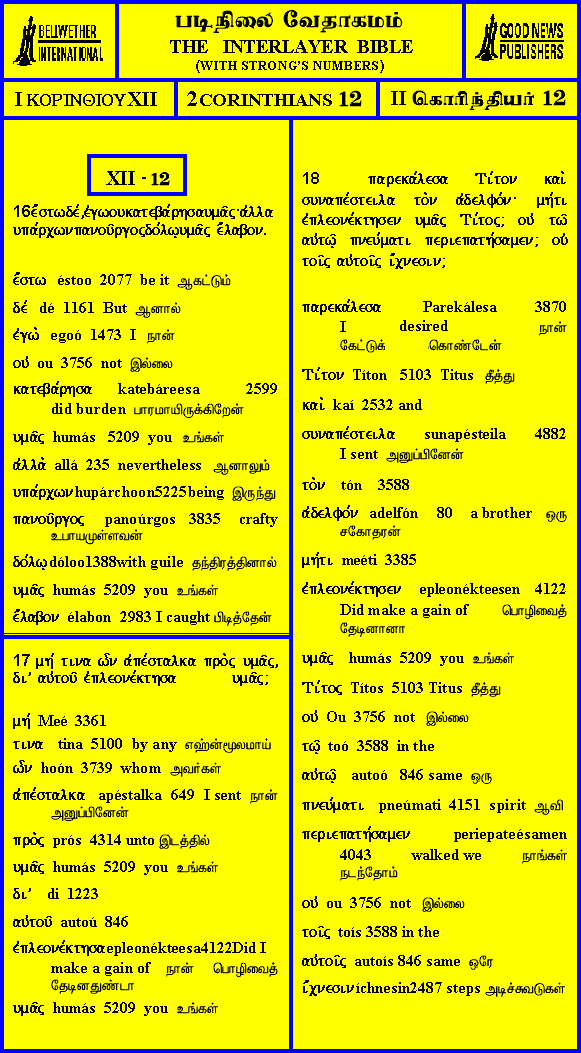 BELLWETHER
INTERNATIONAL
படிநிலை வேதாகமம்
THE INTERLAYER BIBLE
(WITH STRONG'S NUMBERS)
GOOD NEWS
PUBLISHERS
I ΚΟΡΙΝΘΙΟΥ XII
2 CORINTHIANS 12
II கொரிந்தியர் 12
XII - 12
16 ἔστωδέ,ἐγωουκατεβάρησαυμᾶς·ἀλλα
υπάρχωνπανοῦργοςδόλῳυμᾶς ἔλαβον.
ἔστω éstoo 2077 be it ஆகட்டும்
δέ dé 1161 But ஆனால்
ἐγὼ egoó 1473 I நான்
οὐ ou 3756 not இல்லை
κατεβάρησα katebáreesa 2599
did burden பாரமாயிருக்கிறேன்
υμᾶς humás 5209 you உங்கள்
ἀλλὰ allá 235 nevertheless ஆனாலும்
υπάρχων hupárchoon5225being இருந்து
πανοῦργος panoúrgos 3835 crafty
உபாயமுள்ளவன்
δόλῳ dóloo1388with guile தந்திரத்தினால்
υμᾶς humás 5209 you உங்கள்
ἔλαβον élabon 2983 I caught பிடித்தேன்
17 μή τινα ὧν ἀπέσταλκα πρὸς υμᾶς,
δι' αὐτοῦ ἐπλεονέκτησα υμᾶς;
μή Meé 3361
τινα tina 5100 by any எஹ்ன்மூலமாய்
ὧν hoón 3739 whom அவர்கள்
ἀπέσταλκα apéstalka 649 I sent நான்
அனுப்பினேன்
πρὸς prós 4314 unto இடத்தில்
υμᾶς humás 5209 you உங்கள்
δι' di 1223
αὐτοῦ autoú 846
ἐπλεονέκτησαepleonékteesa4122Did I
make a gain of நான் பொழிவைத்
தேடினதுண்டா
υμᾶς humás 5209 you உங்கள்
18 παρεκάλεσα Τίτον καὶ
συναπέστειλα τὸν ἀδελφόν· μήτι
ἐπλεονέκτησεν υμᾶς Τίτος; οὐ τῶ
αὐτῷ πνεύματι περιεπατήσαμεν; οὐ
τοῖς αὐτοῖς ἴχνεσιν;
παρεκάλεσα Parekálesa 3870
I desired நான்
கேட்டுக் கொண்டேன்
Τίτον Títon 5103 Titus தீத்து
καὶ kaí 2532 and
συναπέστειλα sunapésteila 4882
I sent அனுப்பினேன்
τὸν tón 3588
ἀδελφόν adelfón 80 a brother ஒரு
சகோதரன்
μήτι meéti 3385
ἐπλεονέκτησεν epleonékteesen 4122
Did make a gain of பொழிவைத்
தேடினானா
υμᾶς humás 5209 you உங்கள்
Τίτος Títos 5103 Titus தீத்து
οὐ Ou 3756 not இல்லை
τῶ toó 3588 in the
αὐτῷ autoó 846 same ஒரு
πνεύματι pneúmati 4151 spirit ஆவி
περιεπατήσαμεν periepateésamen
4043 walked we நாங்கள்
நடந்தோம்
οὐ ou 3756 not இல்லை
τοῖς toís 3588 in the
αὐτοῖς autoís 846 same ஒரே
ἴχνεσιν íchnesin2487 steps அடிச்சுவடுகள்